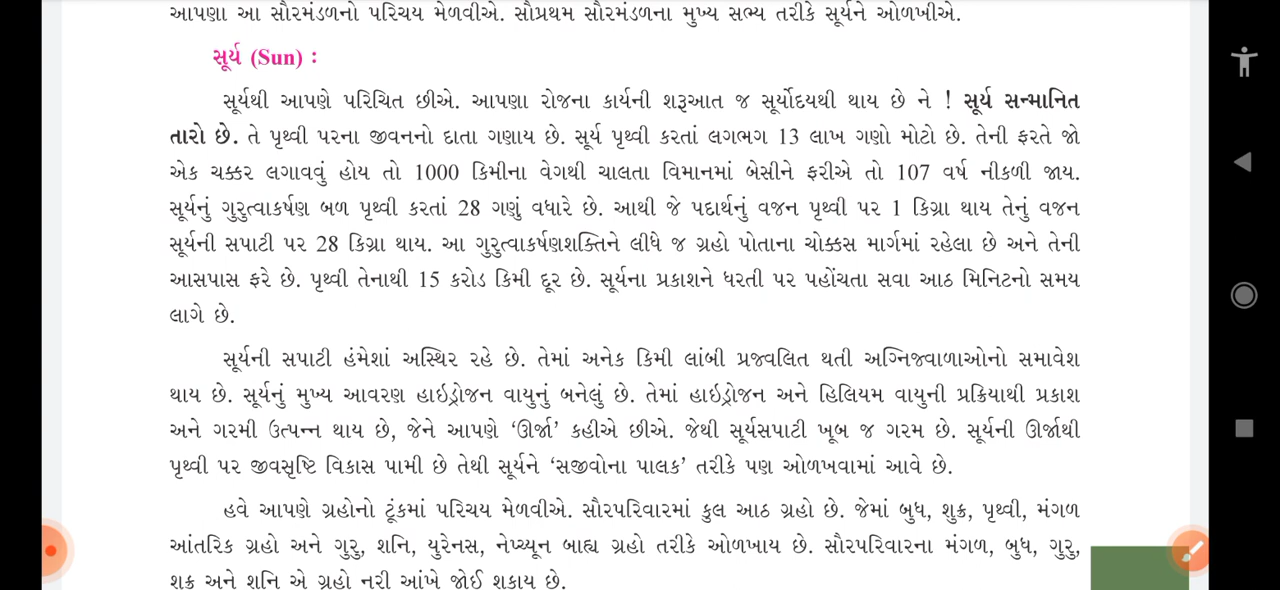 આપણા આ સૌરમંડળનો પરિચય મેળવીએ. સૌપ્રથમ સૌરમંડળના મુખ્ય સભ્ય તરીકે સૂર્યને ઓળખીએ.
સૂર્ય (Sun) :
સૂર્યથી આપણે પરિચિત છીએ. આપણા રોજના કાર્યની શરૂઆત જ સૂર્યોદયથી થાય છે ને ! સૂર્ય સન્માનિત
તારો છે. તે પૃથ્વી પરના જીવનનો દાતા ગણાય છે. સૂર્ય પૃથ્વી કરતાં લગભગ 13 લાખ ગણો મોટો છે. તેની ફરતે જો
એક ચક્કર લગાવવું હોય તો 1000 કિમીના વેગથી ચાલતા વિમાનમાં બેસીને ફરીએ તો 107 વર્ષ નીકળી જાય.
સૂર્યનું ગુરુત્વાકર્ષણ બળ પૃથ્વી કરતાં 28 ગણું વધારે છે. આથી જે પદાર્થનું વજન પૃથ્વી પર 1 કિગ્રા થાય તેનું વજન
સૂર્યની સપાટી પર 28 કિગ્રા થાય. આ ગુરુત્વાકર્ષણશક્તિને લીધે જ ગ્રહો પોતાના ચોક્કસ માર્ગમાં રહેલા છે અને તેની
આસપાસ ફરે છે. પૃથ્વી તેનાથી 15 કરોડ કિમી દૂર છે. સૂર્યના પ્રકાશને ધરતી પર પહોંચતા સવા આઠ મિનિટનો સમય
લાગે છે.
સૂર્યની સપાટી હંમેશાં અસ્થિર રહે છે. તેમાં અનેક કિમી લાંબી પ્રજ્વલિત થતી અગ્નિજ્વાળાઓનો સમાવેશ
થાય છે. સૂર્યનું મુખ્ય આવરણ હાઇડ્રોજન વાયુનું બનેલું છે. તેમાં હાઇડ્રોજન અને હિલિયમ વાયુની પ્રક્રિયાથી પ્રકાશ
અને ગરમી ઉત્પન્ન થાય છે, જેને આપણે ‘ઊર્જા’ કહીએ છીએ. જેથી સૂર્યસપાટી ખૂબ જ ગરમ છે. સૂર્યની ઊર્જાથી
પૃથ્વી પર જીવસૃષ્ટિ વિકાસ પામી છે તેથી સૂર્યને ‘સજીવોના પાલક’ તરીકે પણ ઓળખવામાં આવે છે.
હવે આપણે ગ્રહોનો ટૂંકમાં પરિચય મેળવીએ. સૌરપરિવારમાં કુલ આઠ ગ્રહો છે. જેમાં બુધ, શુક્ર, પૃથ્વી, મંગળ
આંતરિક ગ્રહો અને ગુરુ, શનિ, યુરેનસ, નેપ્ચ્યૂન બાહ્ય ગ્રહો તરીકે ઓળખાય છે. સૌરપરિવારના મંગળ, બુધ, ગુરુ,
શુક્ર અને શનિ એ ગ્રહો નરી આંખે જોઈ શકાય છે.